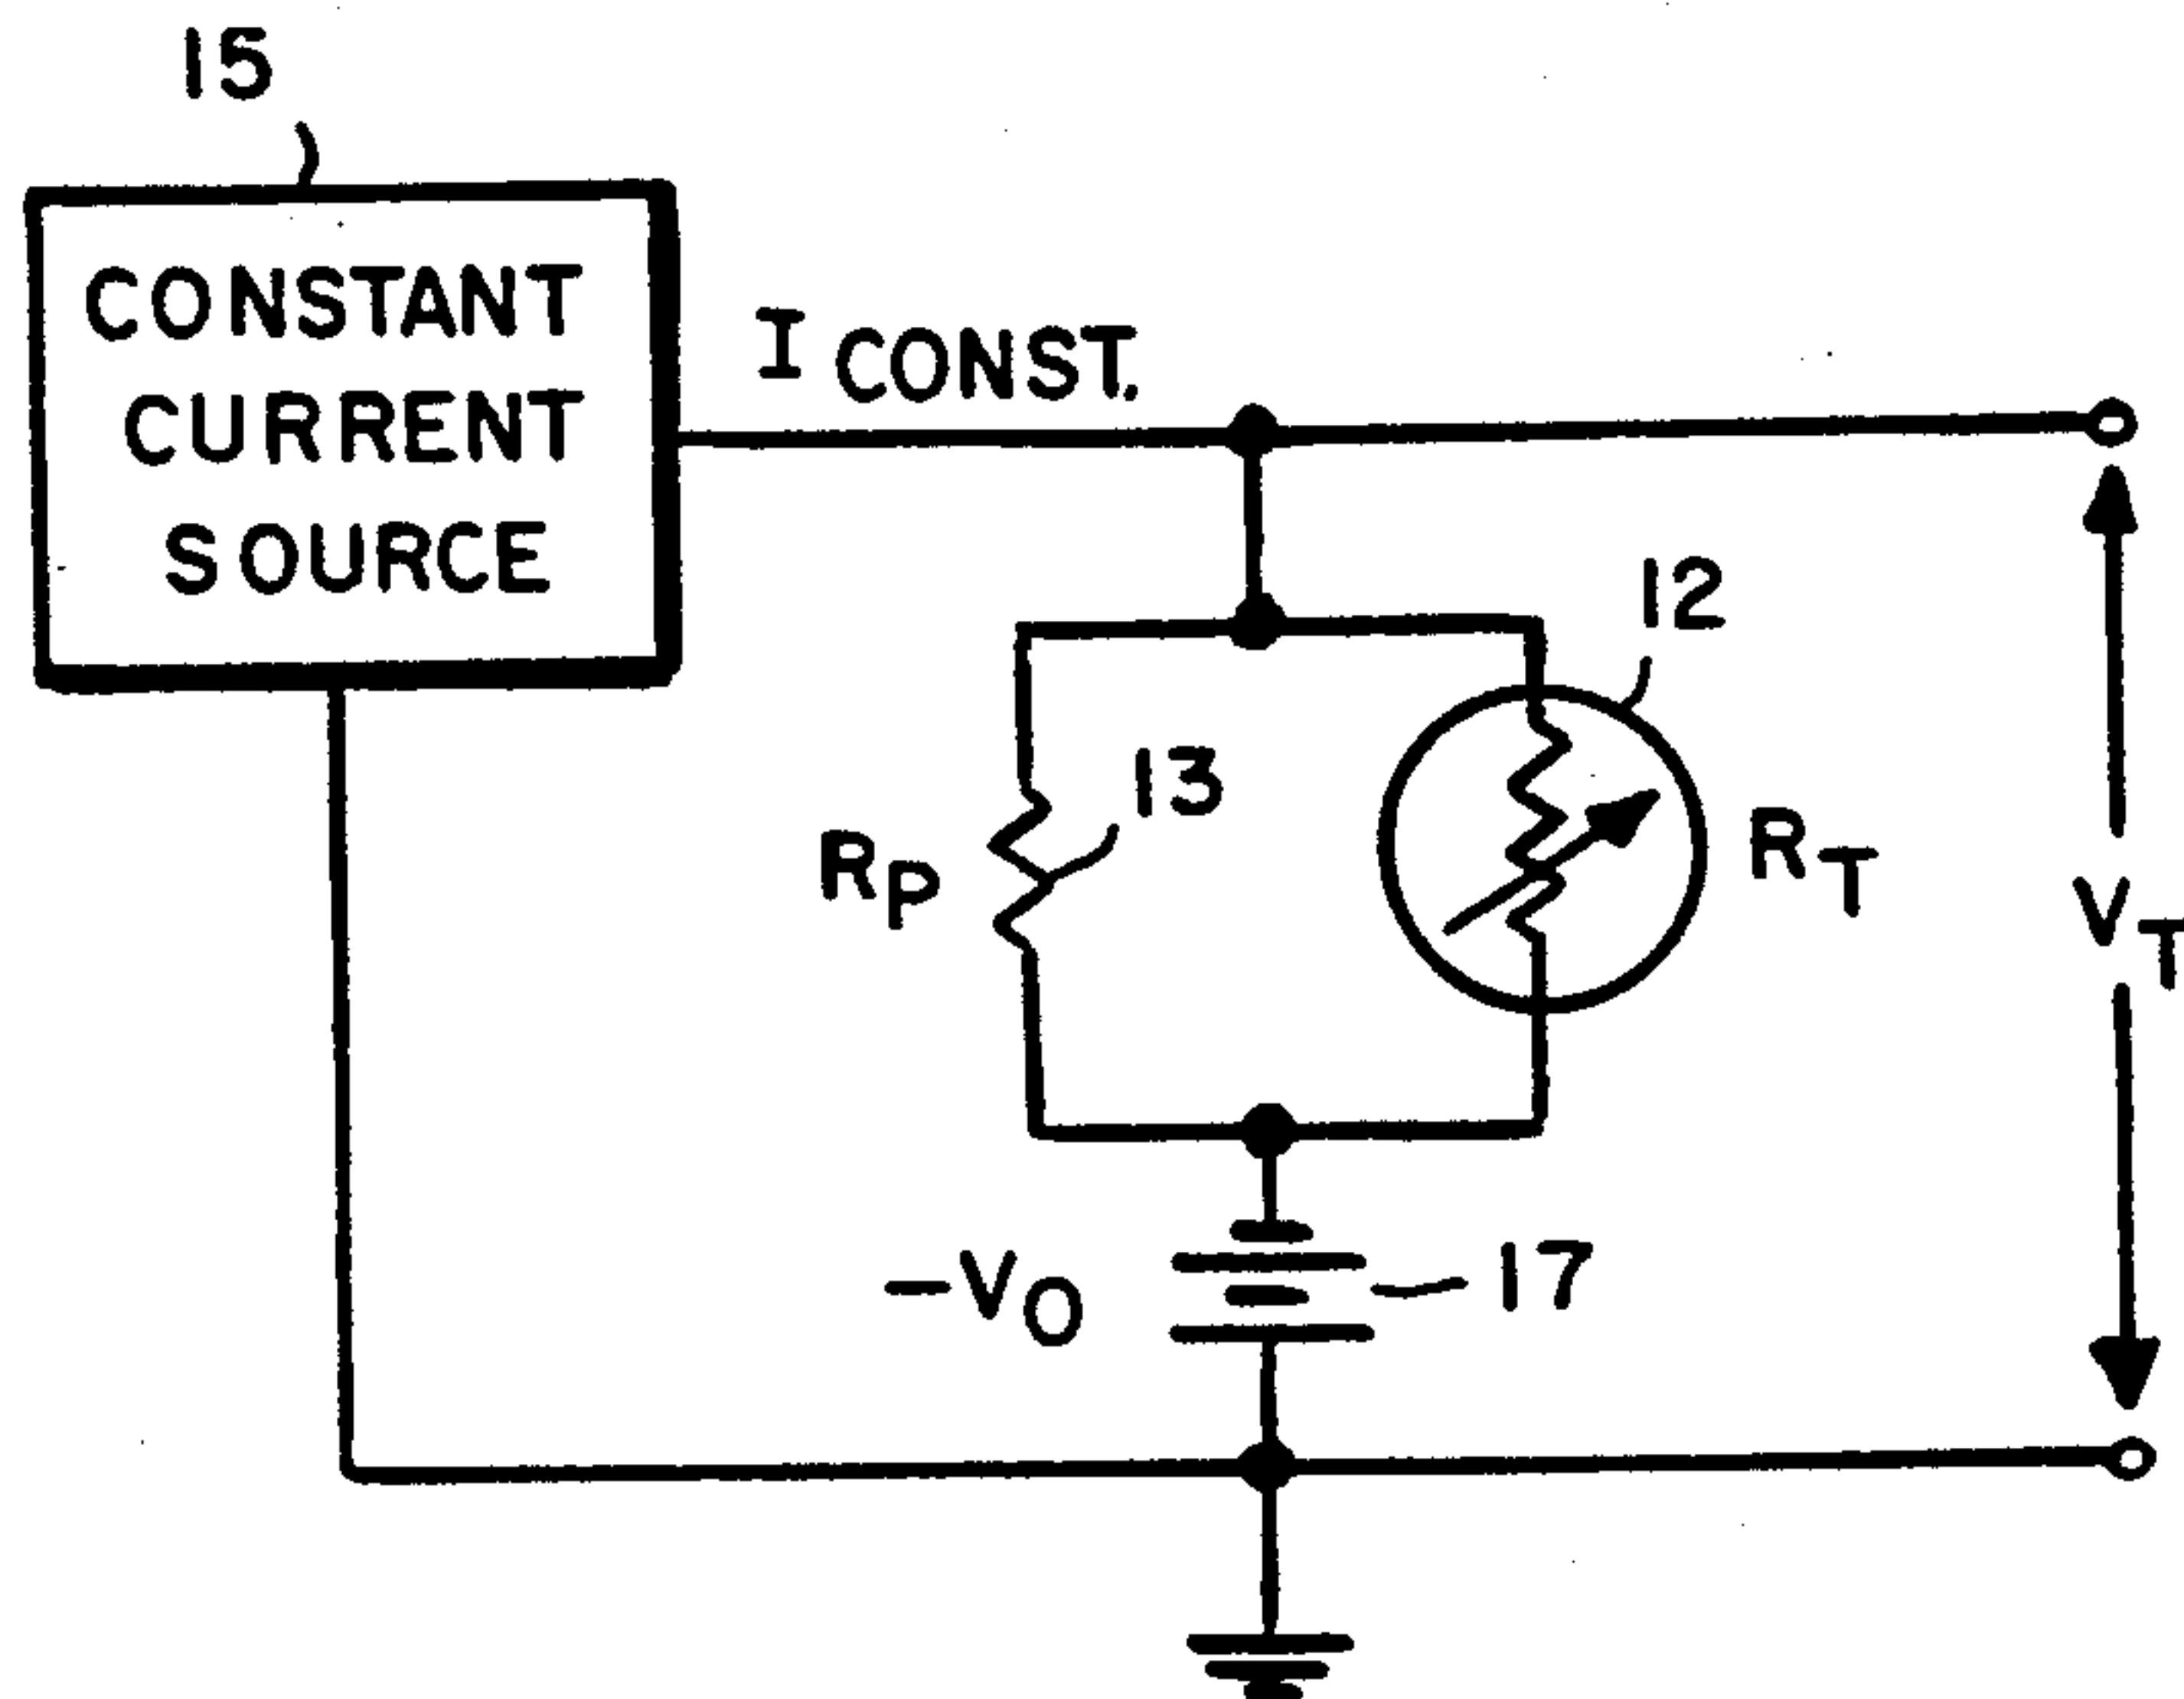 15
CONSTANT
CURRENT
SOURCE
I CONST.
12
13
RP
RT
VT
-VO
17